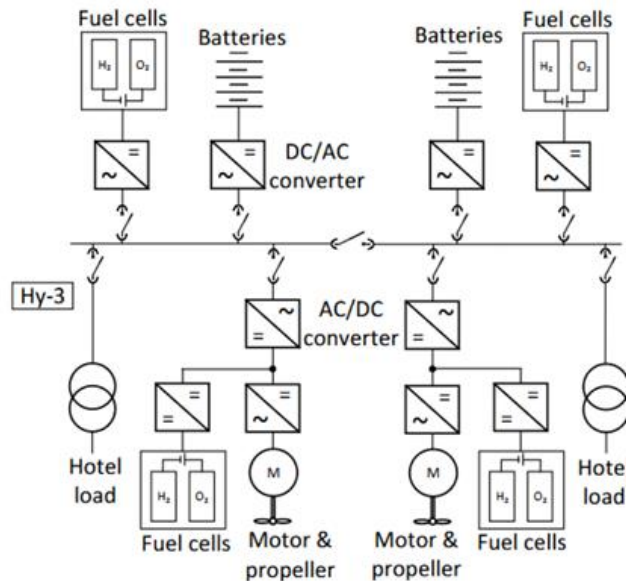 Fuel cells
Batteries
Batteries
Fuel cells
H₂
O₂
H₂
O₂
DC/AC
converter
Hy-3
AC/DC
converter
Hotel
load
H₂
O₂
Fuel cells
M
Motor &
propeller
M
Motor &
propeller
H₂
O₂
Fuel cells
Hotel
load